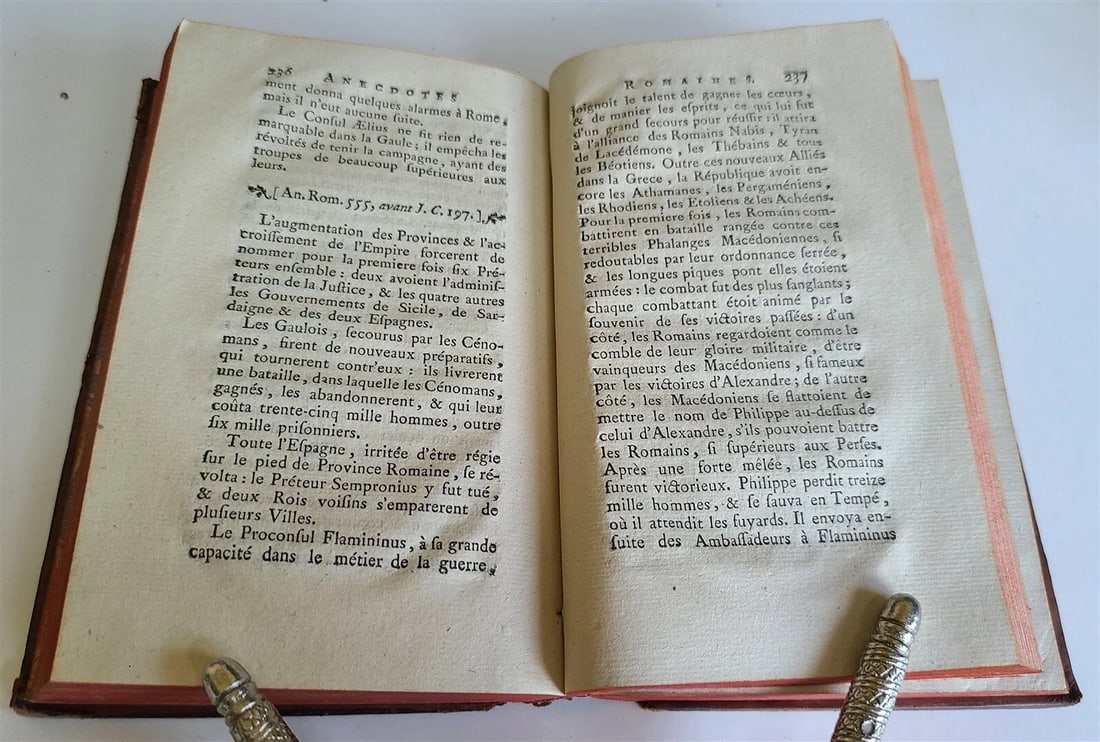 236 ANECDOTES
ment donna quelques alarmes à Rome,
mais il n'eut aucune suite.
Le Consul Ælius ne fit rien de re-
marquable dans la Gaule; il empêcha les
révoltés de tenir la campagne, ayant des
troupes de beaucoup supérieures aux
leurs.
[An. Rom. 555, avant J. C. 197.]
L'augmentation des Provinces & l'ac-
croiſſement de l'Empire forcerent de
nommer pour la premiere fois ſix Pré-
teurs enſemble: deux avoient l'adminiſ-
tration de la Juſtice, & les quatre autres
les Gouvernements de Sicile, de Sar-
daigne & des deux Eſpagnes.
Les Gaulois, ſecourus par les Céno-
mans, firent de nouveaux préparatifs,
qui tournerent contr'eux: ils livrerent
une bataille, dans laquelle les Cénomans,
gagnés, les abandonnerent, & qui leur
coûta trente-cinq mille hommes, outre
ſix mille priſonniers.
Toute l'Eſpagne, irritée d'être régie
ſur le pied de Province Romaine, ſe ré-
volta: le Préteur Sempronius y fut tué,
& deux Rois voiſins s'emparerent de
pluſieurs Villes.
Le Proconſul Flamininus, à ſa grande
capacité dans le métier de la guerre,
ROMAINES. 237
joignoit le talent de gagner les cœurs,
& de manier les eſprits, ce qui lui fut
d'un grand ſecours pour réuſſir: il attira
à l'alliance des Romains Nabis, Tyran
de Lacédémone, les Thébains & tous
les Béotiens. Outre ces nouveaux Alliés
dans la Grece, la République avoit en-
core les Athamanes, les Pergaméniens,
les Rhodiens, les Etoliens & les Achéens.
Pour la premiere fois, les Romains com-
battirent en bataille rangée contre ces
terribles Phalanges Macédoniennes, ſi
redoutables par leur ordonnance ſerrée,
& les longues piques pont elles étoient
armées: le combat fut des plus ſanglants;
chaque combattant étoit animé par le
ſouvenir de ſes victoires paſſées: d'un
côté, les Romains regardoient comme le
comble de leur gloire militaire, d'être
vainqueurs des Macédoniens, ſi fameux
par les victoires d'Alexandre; de l'autre
côté, les Macédoniens ſe flattoient de
mettre le nom de Philippe au-deſſus de
celui d'Alexandre, s'ils pouvoient battre
les Romains, ſi ſupérieurs aux Perſes.
Après une forte mêlée, les Romains
furent victorieux. Philippe perdit treize
mille hommes, & ſe ſauva en Tempé,
où il attendit les fuyards. Il envoya en-
ſuite des Ambaſſadeurs à Flamininus